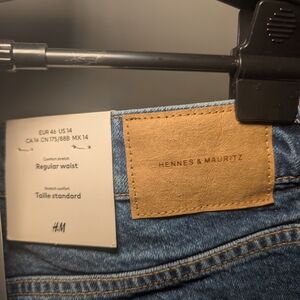 EUR 46 US 14
CA 14 CN 175/88B MX 14
Comfort stretch
Regular waist
Stretch comfort
Taille standard
H&M
HENNES & MAURITZ